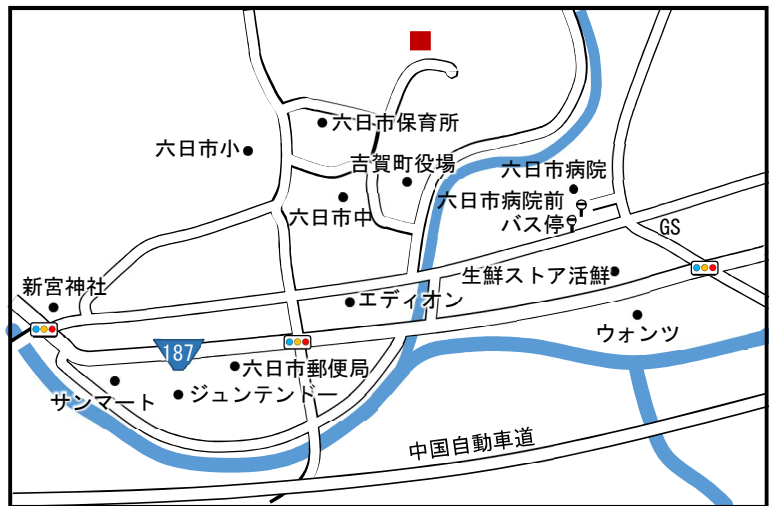 六日市保育所
六日市小
吉賀町役場
六日市病院
六日市病院前
バス停
六日市中
GS
生鮮ストア活鮮
新宮神社
エディオン
ウォンツ
187
六日市郵便局
サンマート
ジュンテンドー
中国自動車道